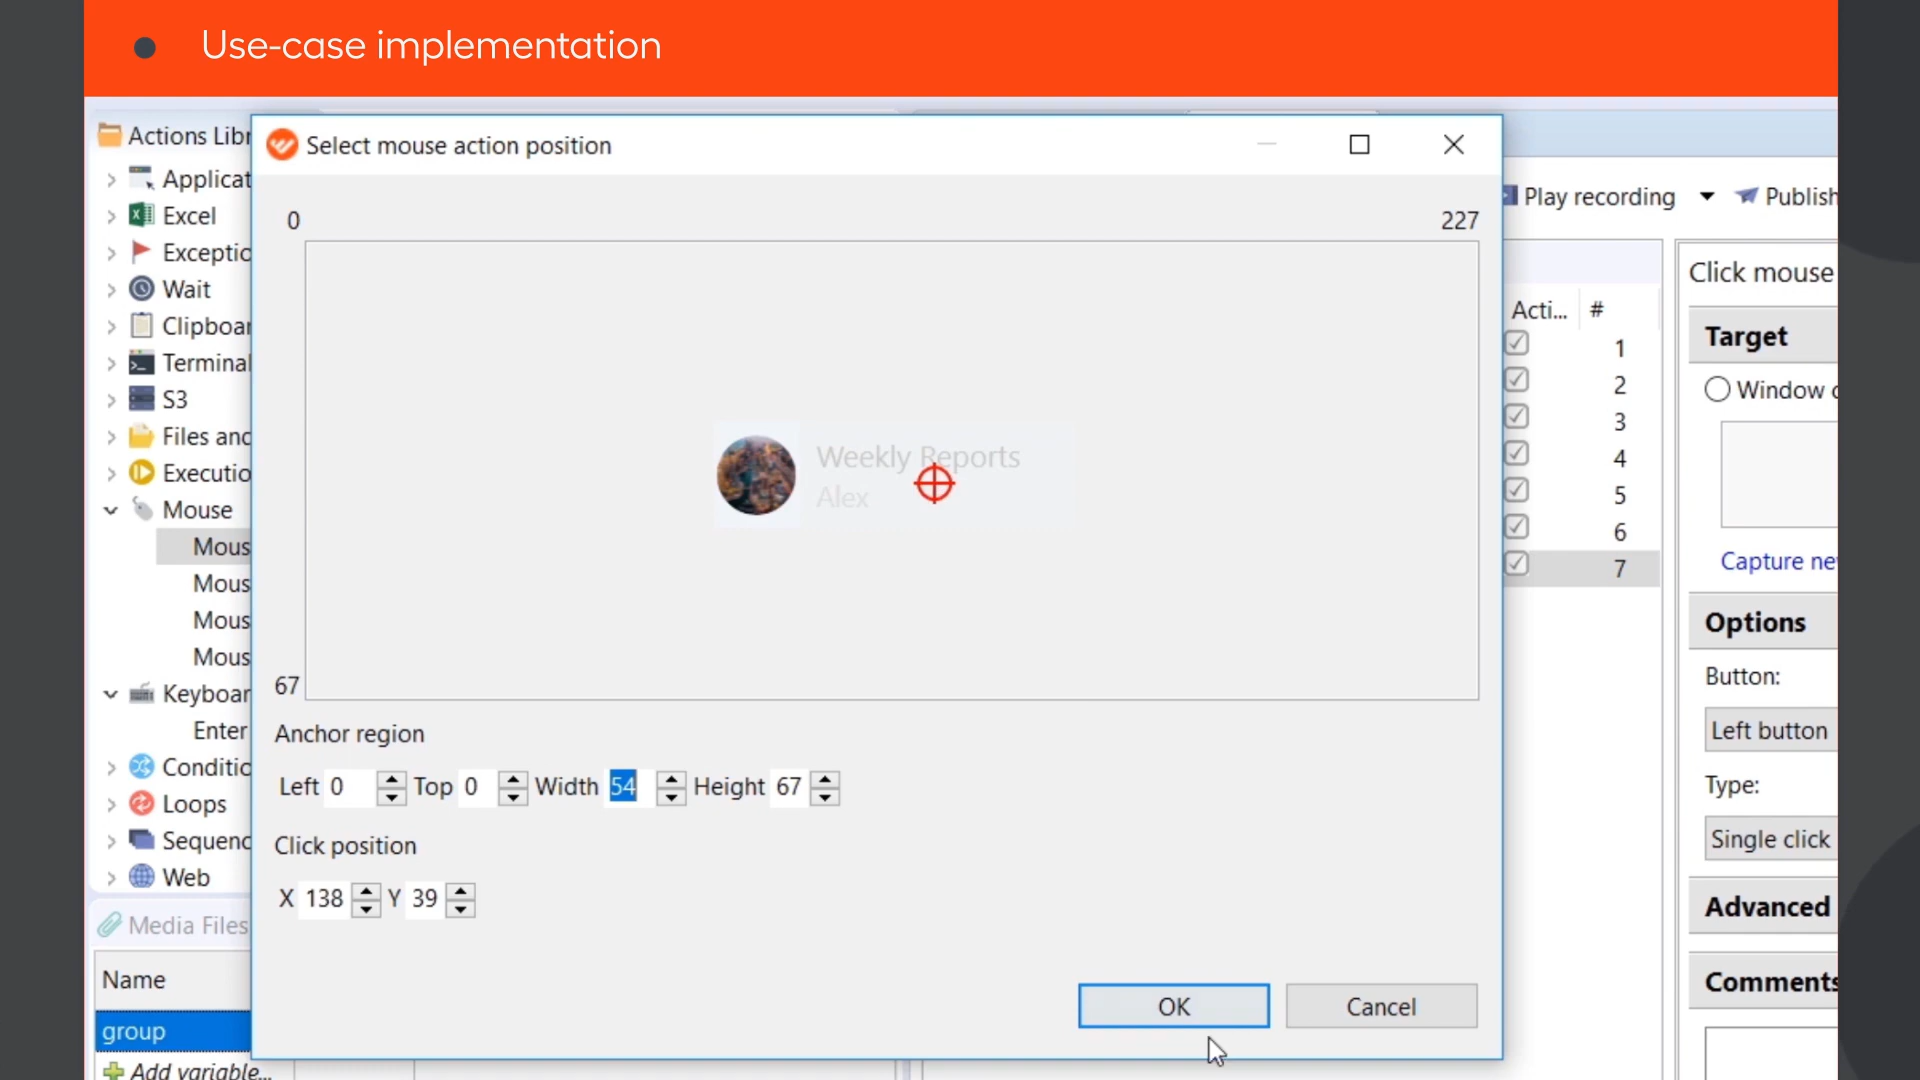 Use-case implementation
Actions Libr
Select mouse action position
Applicat
Excel
Exceptio
Wait
Clipboar
Terminal
S3
Files and
Executio
Mouse
Mous
Mous
Mous
Mous
Keyboar
Enter
Conditio
Loops
Sequenc
Web
Media Files
Name
group
Add variable...
0
227
Weekly Reports
Alex
67
Anchor region
Left 0 Top 0 Width 54 Height 67
Click position
X 138 Y 39
OK Cancel
Play recording Publish
Acti... #
1
2
3
4
5
6
7
Click mouse
Target
Window
Capture ne
Options
Button:
Left button
Type:
Single click
Advanced
Comments